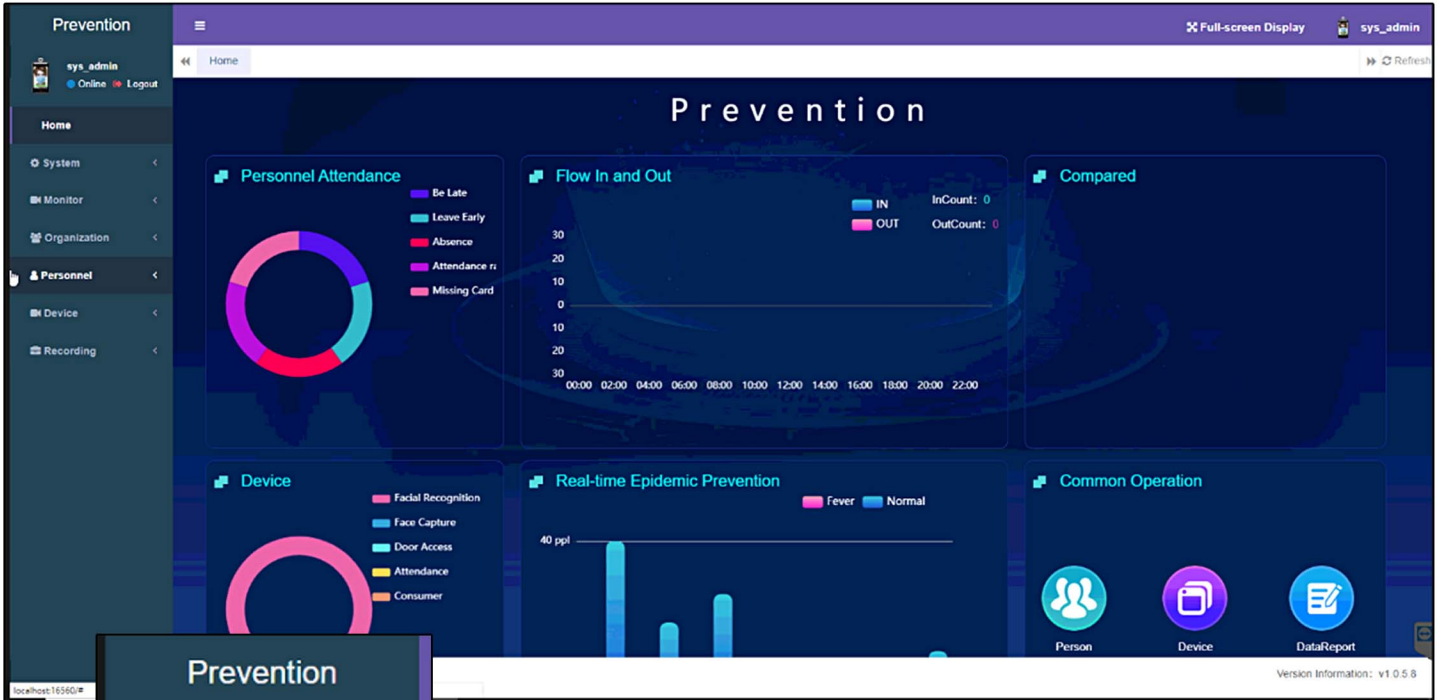 Prevention
Full-screen Display sys_admin
sys_admin
Online Logout
Home
Refresh
Home
System
Monitor
Organization
Personnel
Device
Recording
Prevention
Personnel Attendance
Be Late
Leave Early
Absence
Attendance ra
Missing Card
Flow In and Out
IN InCount: 0
OUT OutCount: 0
30
20
10
0
10
20
30
00:00 02:00 04:00 06:00 08:00 10:00 12:00 14:00 16:00 18:00 20:00 22:00
Compared
Device
Facial Recognition
Face Capture
Door Access
Attendance
Consumer
Real-time Epidemic Prevention
Fever Normal
40 ppl
Common Operation
Person Device DataReport
Version Information: v1.0.5.8
localhost:16560/#
Prevention